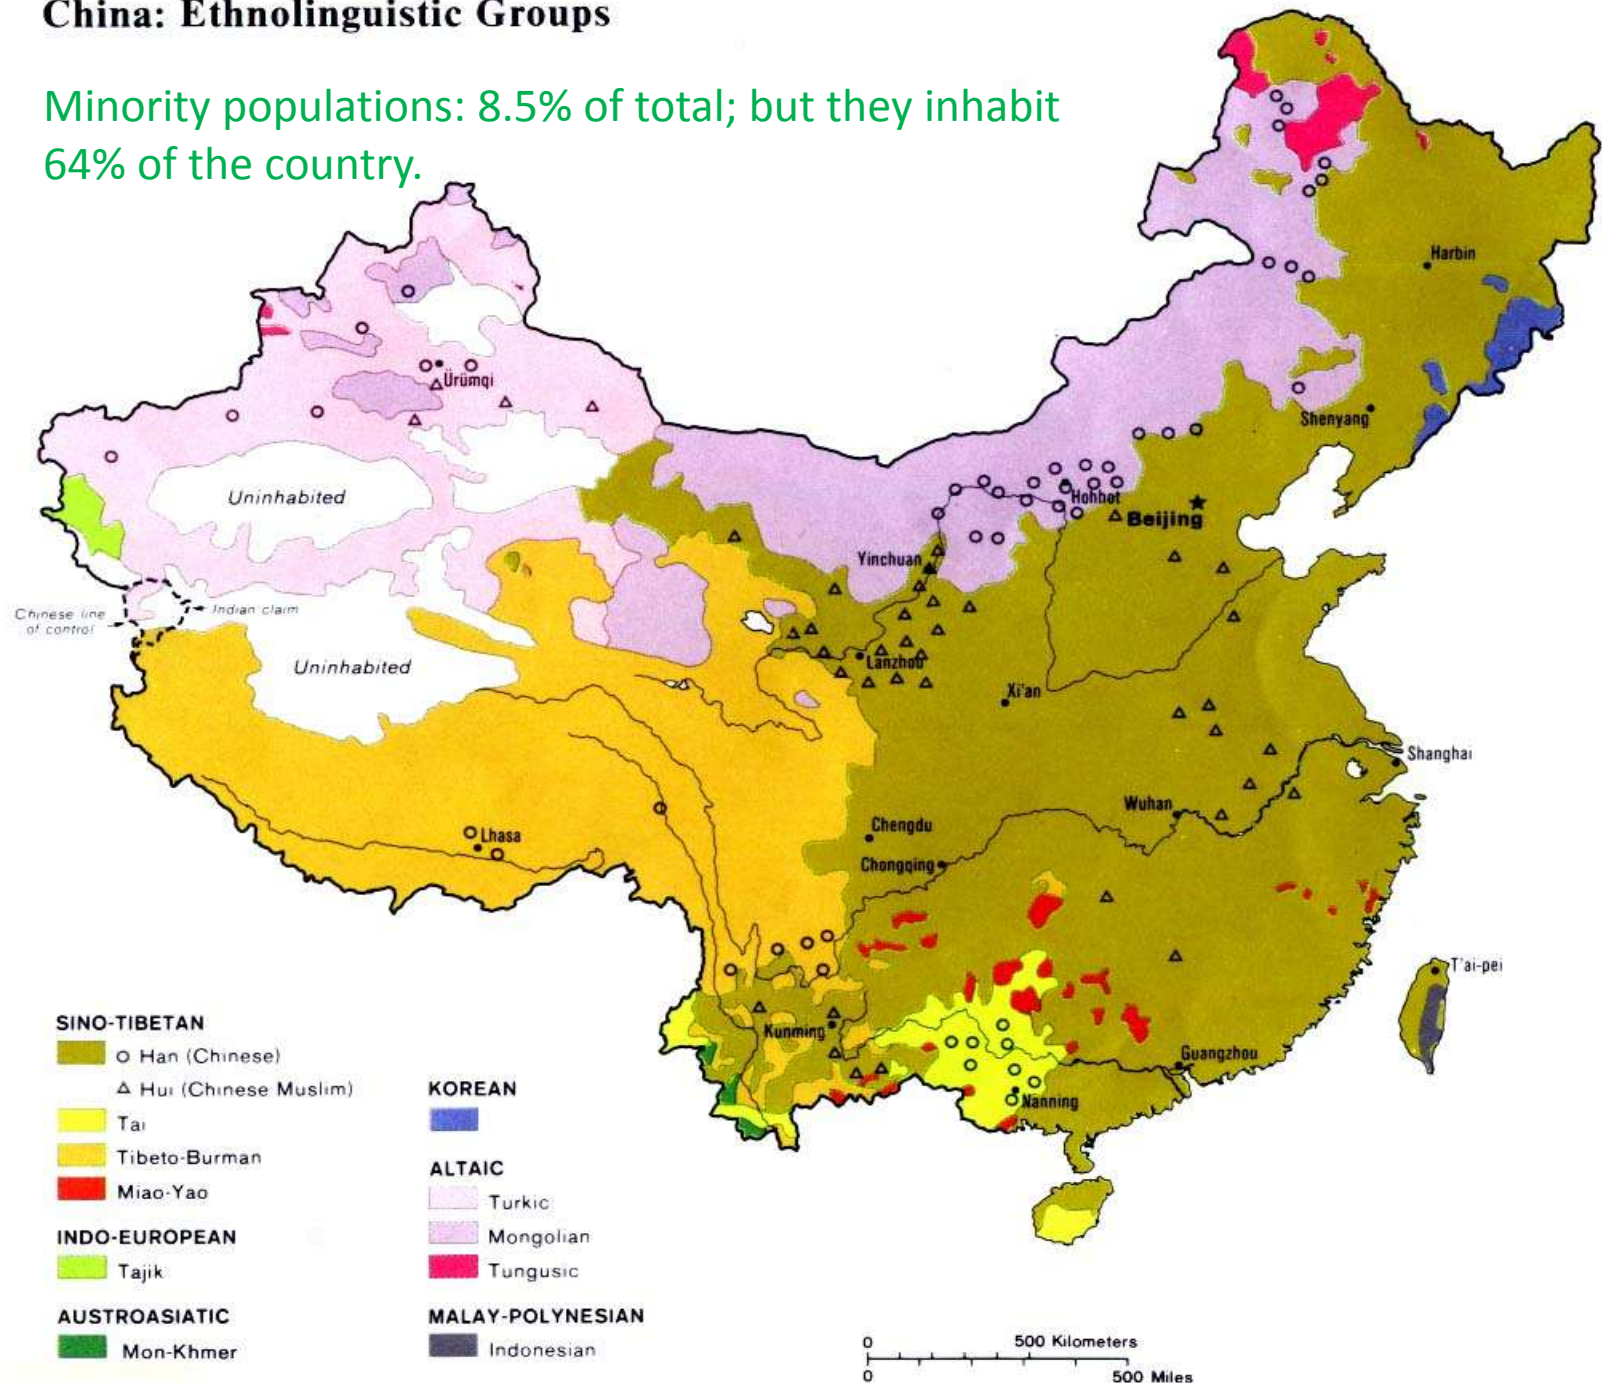 China: Ethnolinguistic Groups
Minority populations: 8.5% of total; but they inhabit
64% of the country.
Harbin
Ürümqi
Shenyang
Uninhabited
Hohhot
Beijing
Yinchuan
Chinese line
of control
Indian claim
Uninhabited
Lanzhou
Xi'an
Shanghai
Wuhan
Chengdu
Lhasa
Chongqing
T'ai-pei
Kunming
Guangzhou
Nanning
SINO-TIBETAN
Han (Chinese)
Hui (Chinese Muslim)
Tai
Tibeto-Burman
Miao-Yao
INDO-EUROPEAN
Tajik
AUSTROASIATIC
Mon-Khmer
KOREAN
ALTAIC
Turkic
Mongolian
Tungusic
MALAY-POLYNESIAN
Indonesian
0 500 Kilometers
0 500 Miles